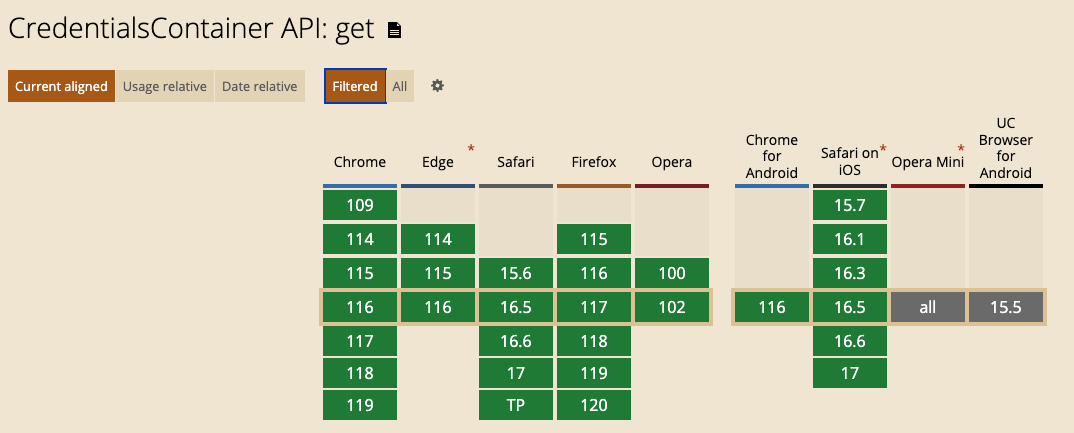 CredentialsContainer API: get
Current aligned Usage relative Date relative Filtered All
Chrome Edge * Safari Firefox Opera Chrome for Android Safari on iOS * Opera Mini * UC Browser for Android
109 15.7
114 114 115 16.1
115 115 15.6 116 100 16.3
116 116 16.5 117 102 116 16.5 all 15.5
117 16.6 118 16.6
118 17 119 17
119 TP 120